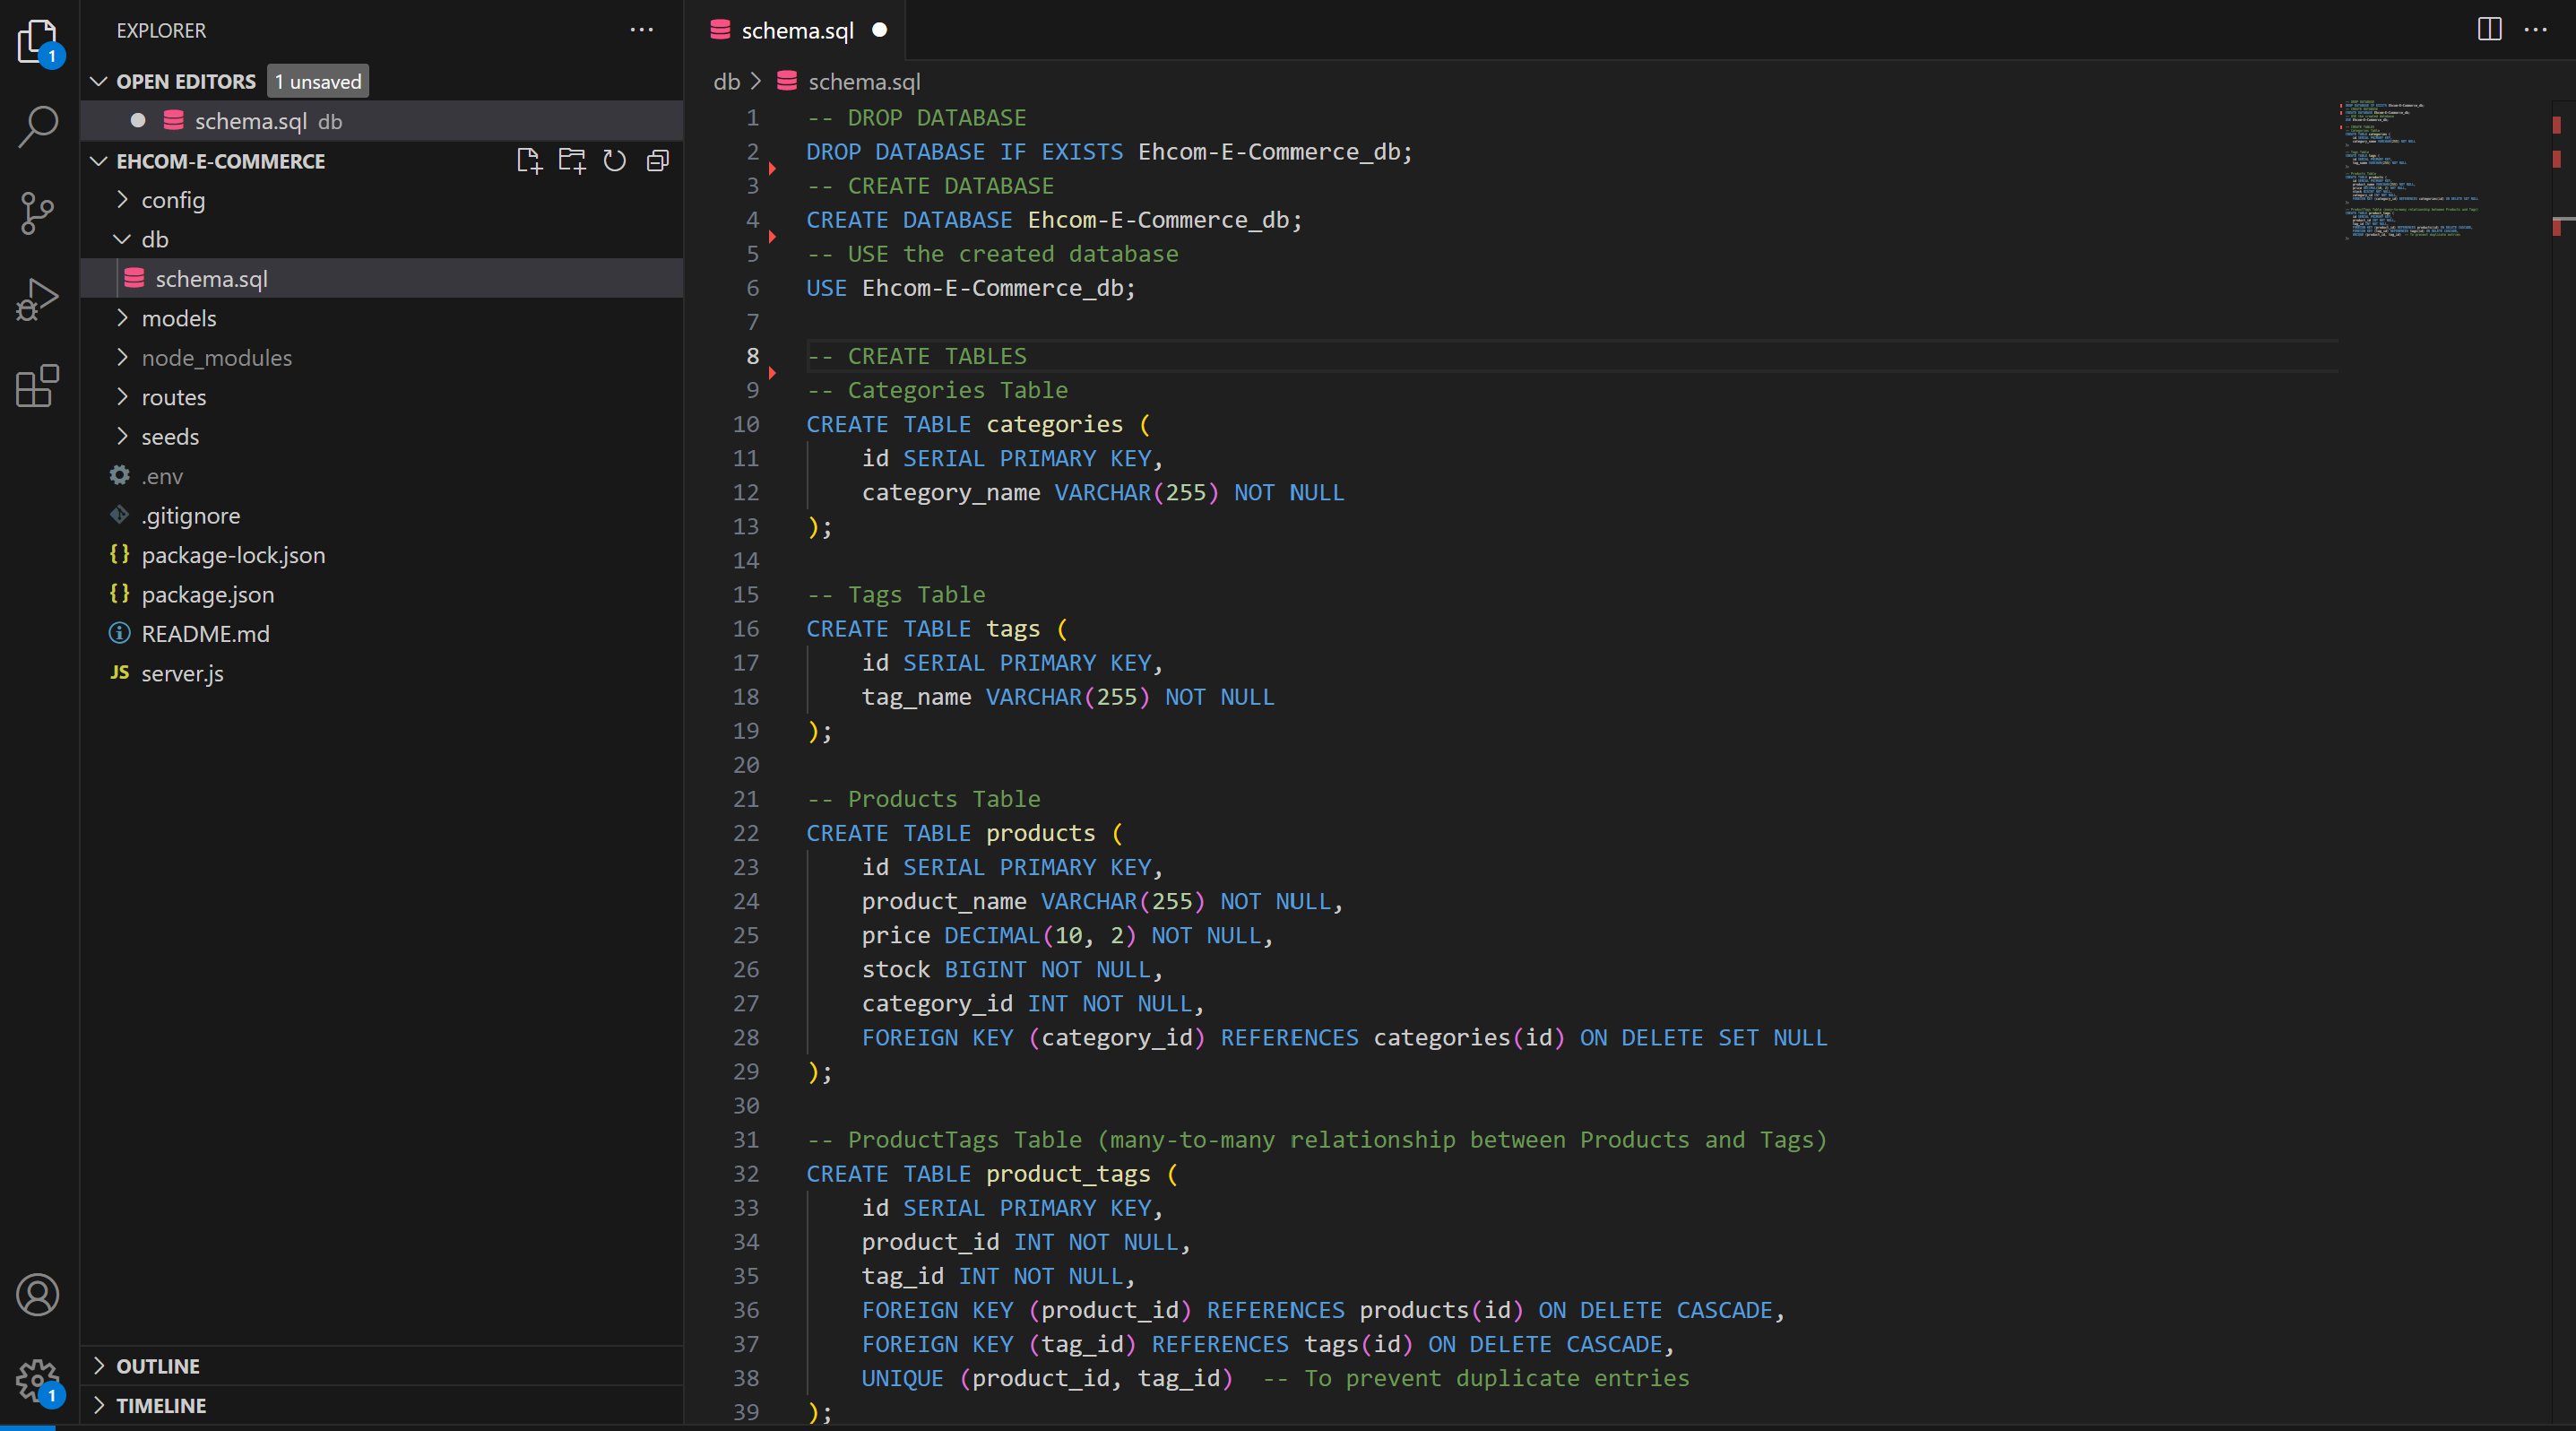 EXPLORER
OPEN EDITORS 1 unsaved
schema.sql db
EHCOM-E-COMMERCE
config
db
schema.sql
models
node_modules
routes
seeds
.env
.gitignore
{} package-lock.json
{} package.json
README.md
JS server.js
OUTLINE
TIMELINE
1
1
schema.sql
db > schema.sql
1 -- DROP DATABASE
2 DROP DATABASE IF EXISTS Ehcom-E-Commerce_db;
3 -- CREATE DATABASE
4 CREATE DATABASE Ehcom-E-Commerce_db;
5 -- USE the created database
6 USE Ehcom-E-Commerce_db;
7
8 -- CREATE TABLES
9 -- Categories Table
10 CREATE TABLE categories (
11 id SERIAL PRIMARY KEY,
12 category_name VARCHAR(255) NOT NULL
13 );
14
15 -- Tags Table
16 CREATE TABLE tags (
17 id SERIAL PRIMARY KEY,
18 tag_name VARCHAR(255) NOT NULL
19 );
20
21 -- Products Table
22 CREATE TABLE products (
23 id SERIAL PRIMARY KEY,
24 product_name VARCHAR(255) NOT NULL,
25 price DECIMAL(10, 2) NOT NULL,
26 stock BIGINT NOT NULL,
27 category_id INT NOT NULL,
28 FOREIGN KEY (category_id) REFERENCES categories(id) ON DELETE SET NULL
29 );
30
31 -- ProductTags Table (many-to-many relationship between Products and Tags)
32 CREATE TABLE product_tags (
33 id SERIAL PRIMARY KEY,
34 product_id INT NOT NULL,
35 tag_id INT NOT NULL,
36 FOREIGN KEY (product_id) REFERENCES products(id) ON DELETE CASCADE,
37 FOREIGN KEY (tag_id) REFERENCES tags(id) ON DELETE CASCADE,
38 UNIQUE (product_id, tag_id) -- To prevent duplicate entries
39 );